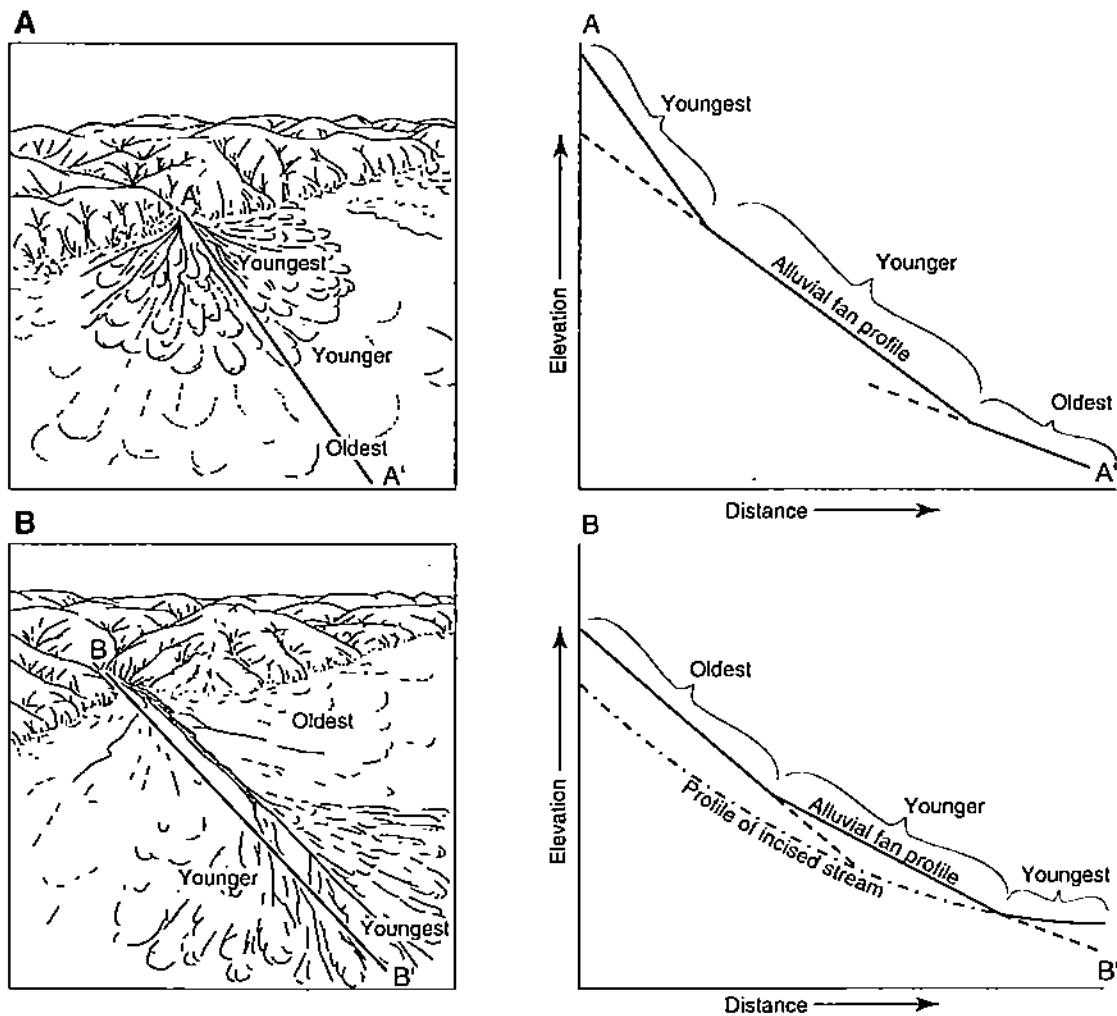 A
A
Youngest
Younger
Oldest
A'
A
Youngest
Younger
Alluvial fan profile
Oldest
A'
Elevation
Distance
B
B
Oldest
Younger
Youngest
B'
B
Oldest
Younger
Alluvial fan profile
Profile of incised stream
Youngest
B'
Elevation
Distance